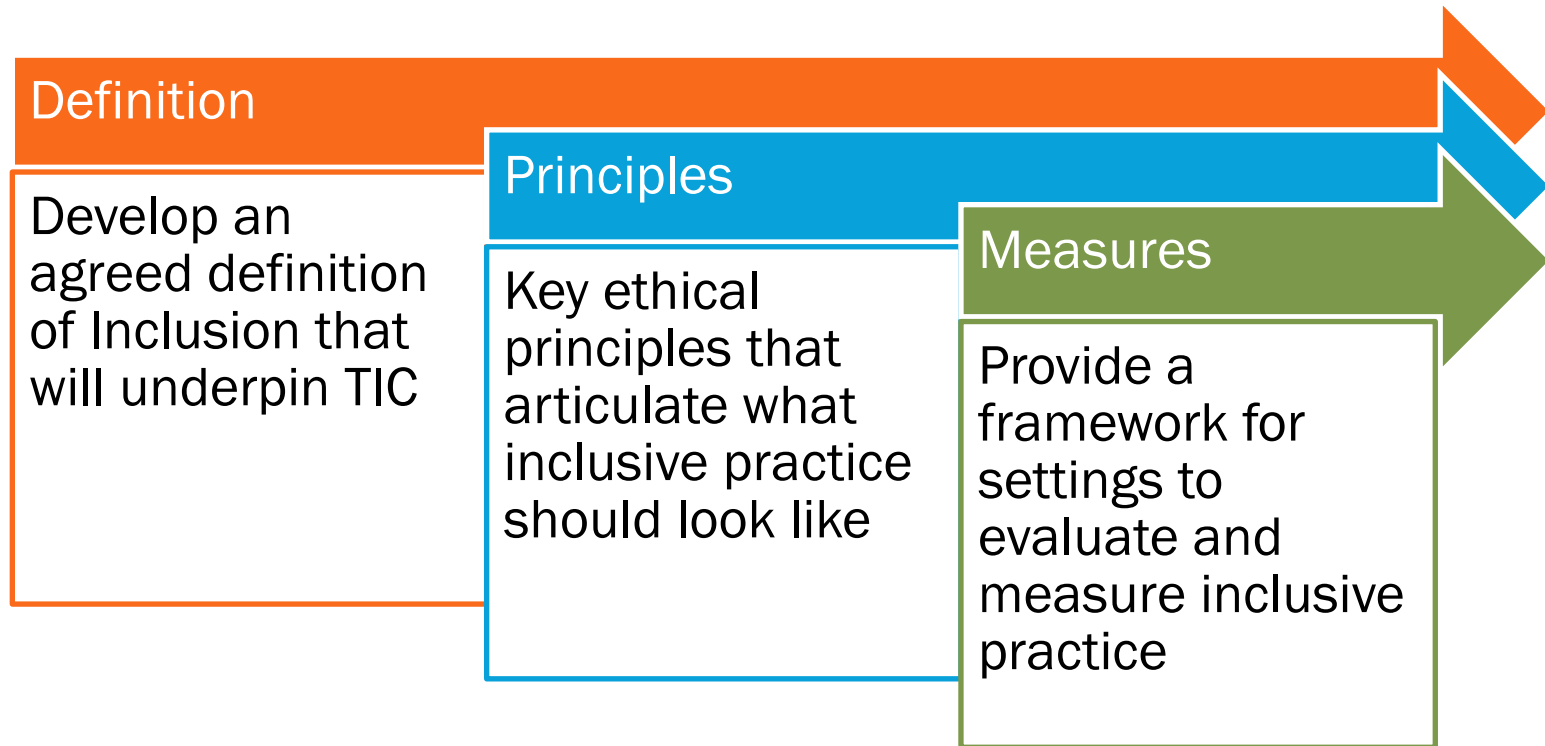 Definition
Develop an
agreed definition
of Inclusion that
will underpin TIC
Principles
Key ethical
principles that
articulate what
inclusive practice
should look like
Measures
Provide a
framework for
settings to
evaluate and
measure inclusive
practice